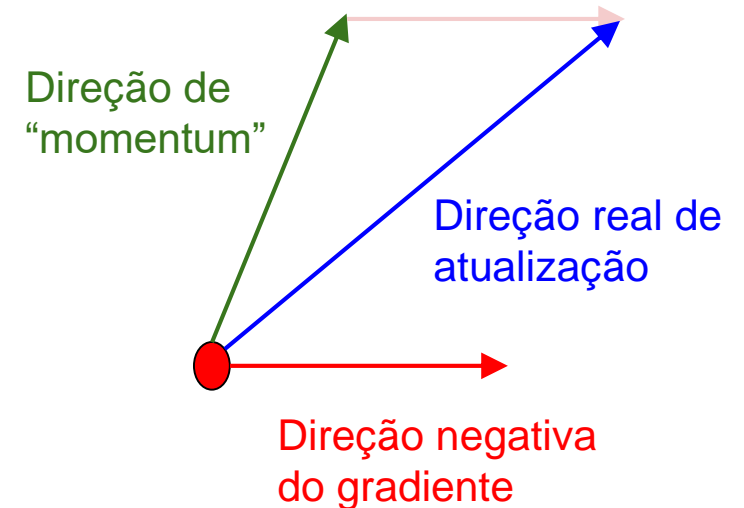 Direção de
“momentum”
Direção real de
atualização
Direção negativa
do gradiente